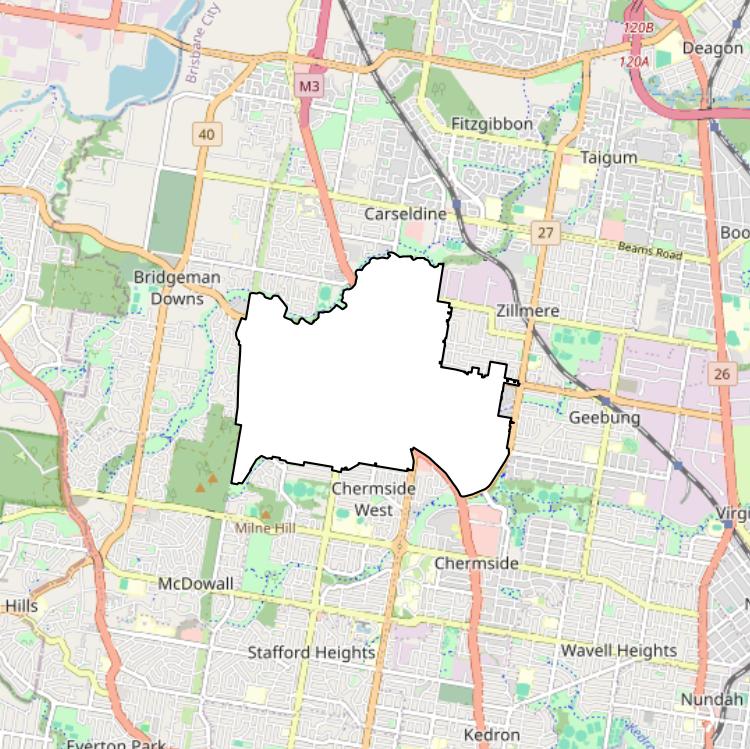 120B
120A
Deagon
Brisbane City
M3
Fitzgibbon
40
Taigum
Carseldine
27
Boo
Beams Road
Bridgeman
Downs
Zillmere
26
Geebung
Chermside
West
Milne Hill
Virgi
Chermside
McDowall
Hills
Stafford Heights
Wavell Heights
Nundah
Kedron
Everton Park